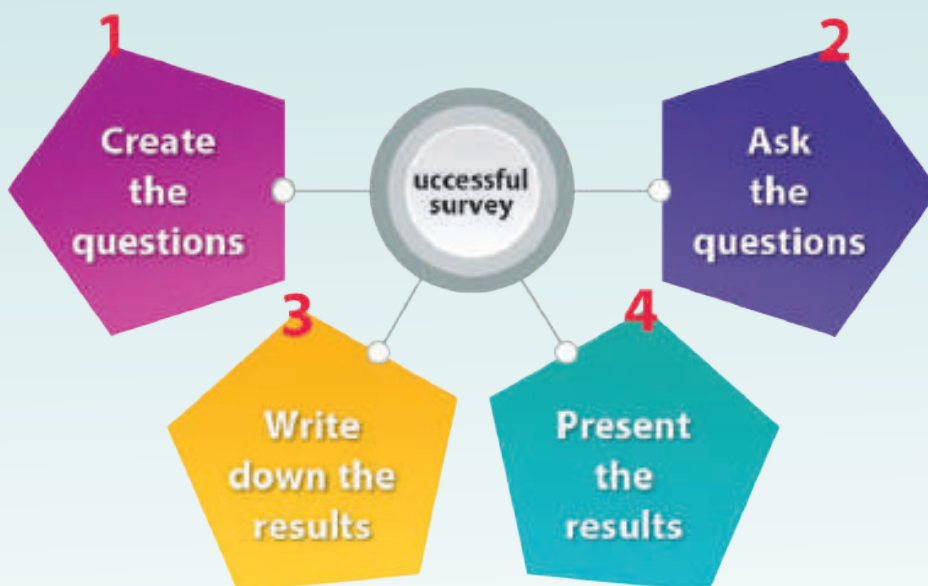 1
Create
the
questions
uccessful
survey
2
Ask
the
questions
3
Write
down the
results
4
Present
the
results